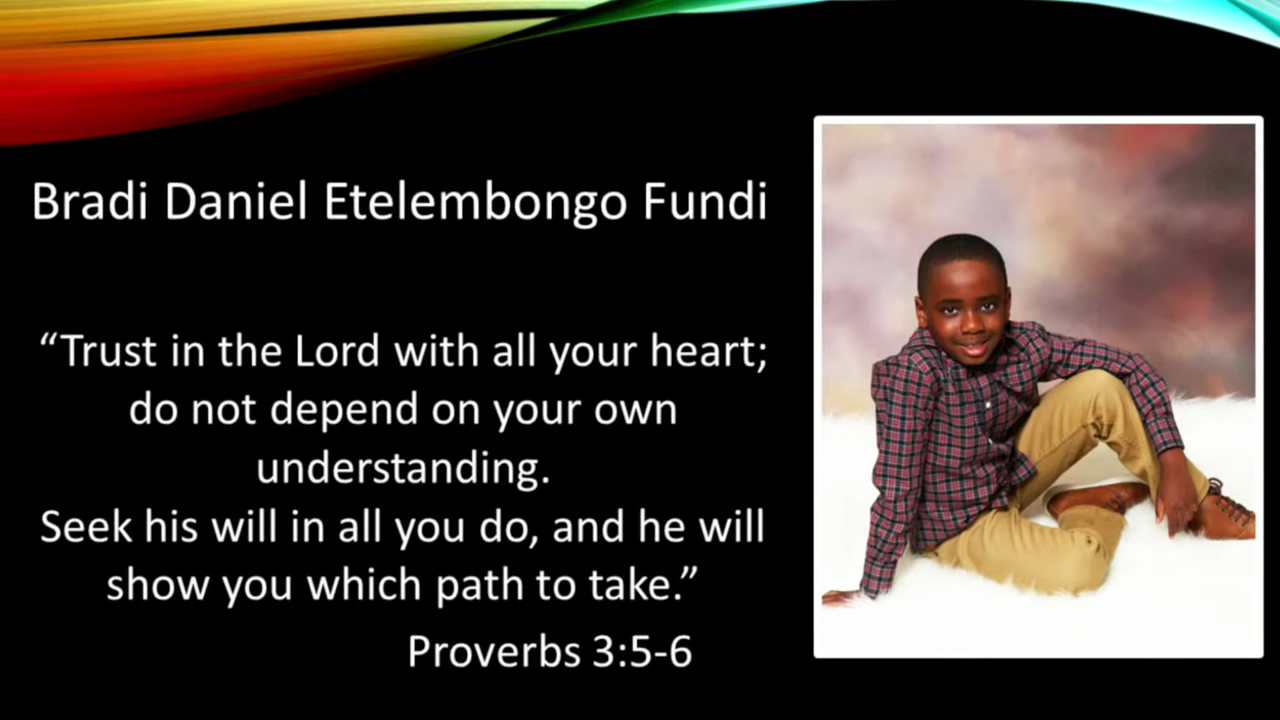 Bradi Daniel Etelembongo Fundi
“Trust in the Lord with all your heart;
do not depend on your own
understanding.
Seek his will in all you do, and he will
show you which path to take.”
Proverbs 3:5-6